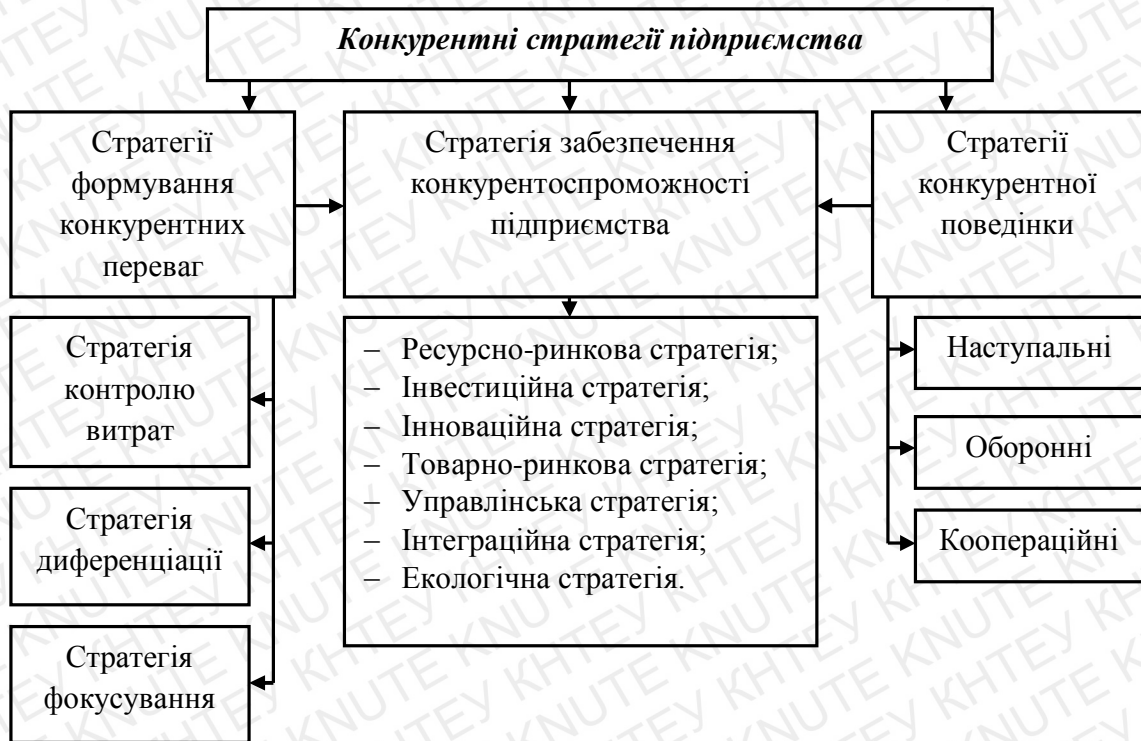 Конкурентні стратегії підприємства
Стратегії
формування
конкурентних
переваг
Стратегія забезпечення
конкурентоспроможності
підприємства
Стратегії
конкурентної
поведінки
Стратегія
контролю
витрат
Стратегія
диференціації
Стратегія
фокусування
– Ресурсно-ринкова стратегія;
– Інвестиційна стратегія;
– Інноваційна стратегія;
– Товарно-ринкова стратегія;
– Управлінська стратегія;
– Інтеграційна стратегія;
– Екологічна стратегія.
Наступальні
Оборонні
Коопераційні
КНТЕУ KNUTE